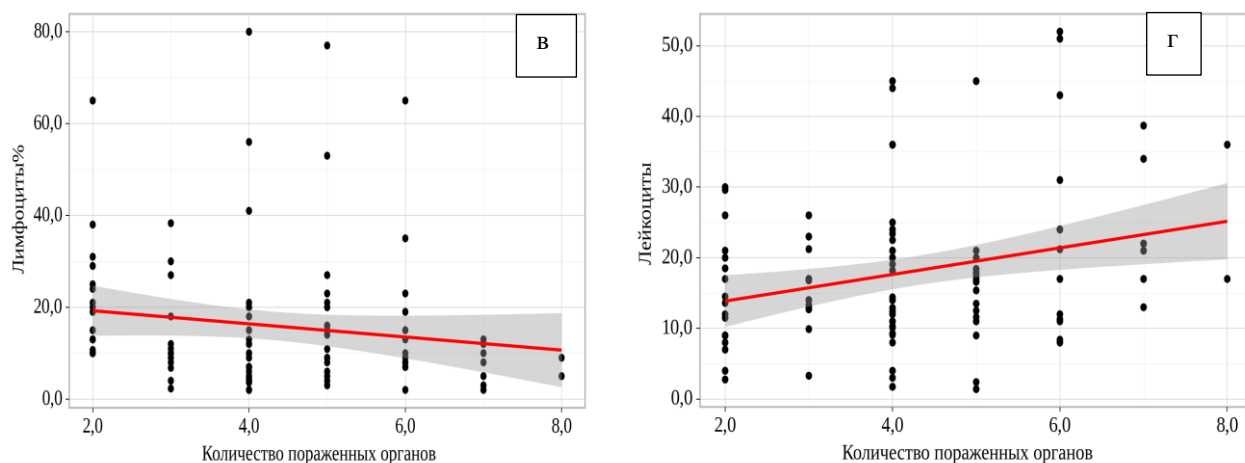 в
80,0
60,0
40,0
20,0
0,0
Лимфоциты%
2,0 4,0 6,0 8,0
Количество пораженных органов
г
50,0
40,0
30,0
20,0
10,0
0,0
Лейкоциты
2,0 4,0 6,0 8,0
Количество пораженных органов